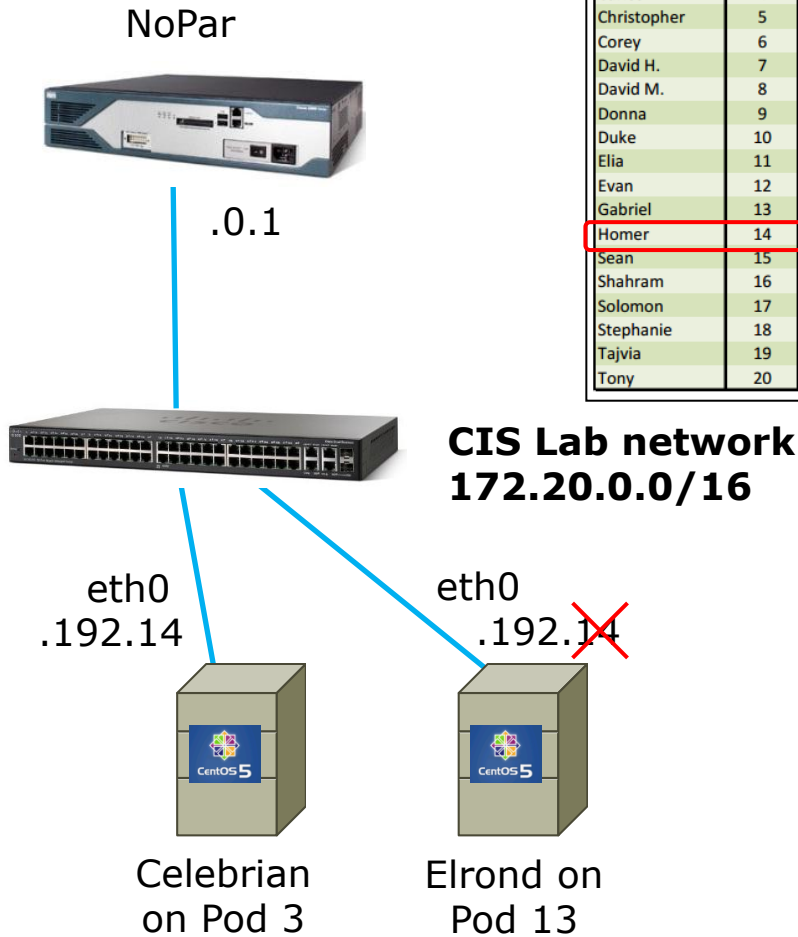 NoPar
.0.1
Christopher 5
Corey 6
David H. 7
David M. 8
Donna 9
Duke 10
Elia 11
Evan 12
Gabriel 13
Homer 14
Sean 15
Shahram 16
Solomon 17
Stephanie 18
Tajvia 19
Tony 20
CIS Lab network
172.20.0.0/16
eth0
.192.14
eth0
.192.14
CentOS 5
CentOS 5
Celebrian
on Pod 3
Elrond on
Pod 13